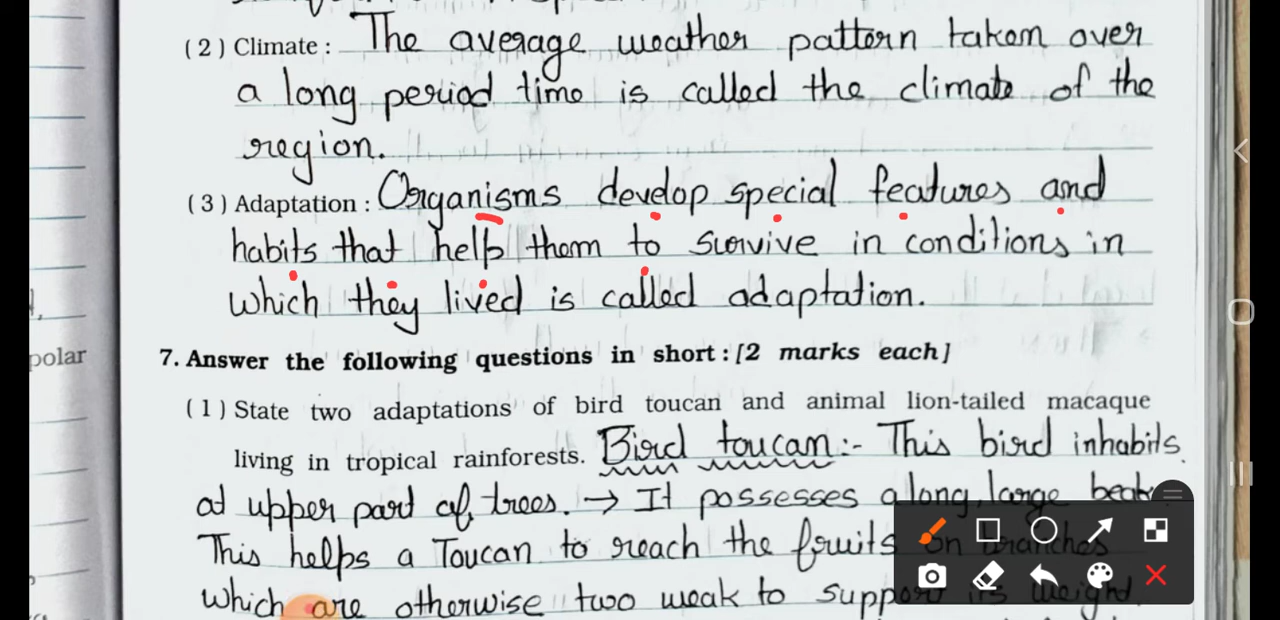 (2) Climate : The average weather pattern taken over
a long period time is called the climate of the
region.
(3) Adaptation : Organisms develop special features and
habits that help them to survive in conditions in
which they lived is called adaptation.
polar
7. Answer the following questions in short : [2 marks each]
(1) State two adaptations of bird toucan and animal lion-tailed macaque
living in tropical rainforests. Bird toucan:- This bird inhabits
at upper part of trees. → It possesses a long, large beak.
This helps a Toucan to reach the fruits on branches
which are otherwise two weak to support its weight.